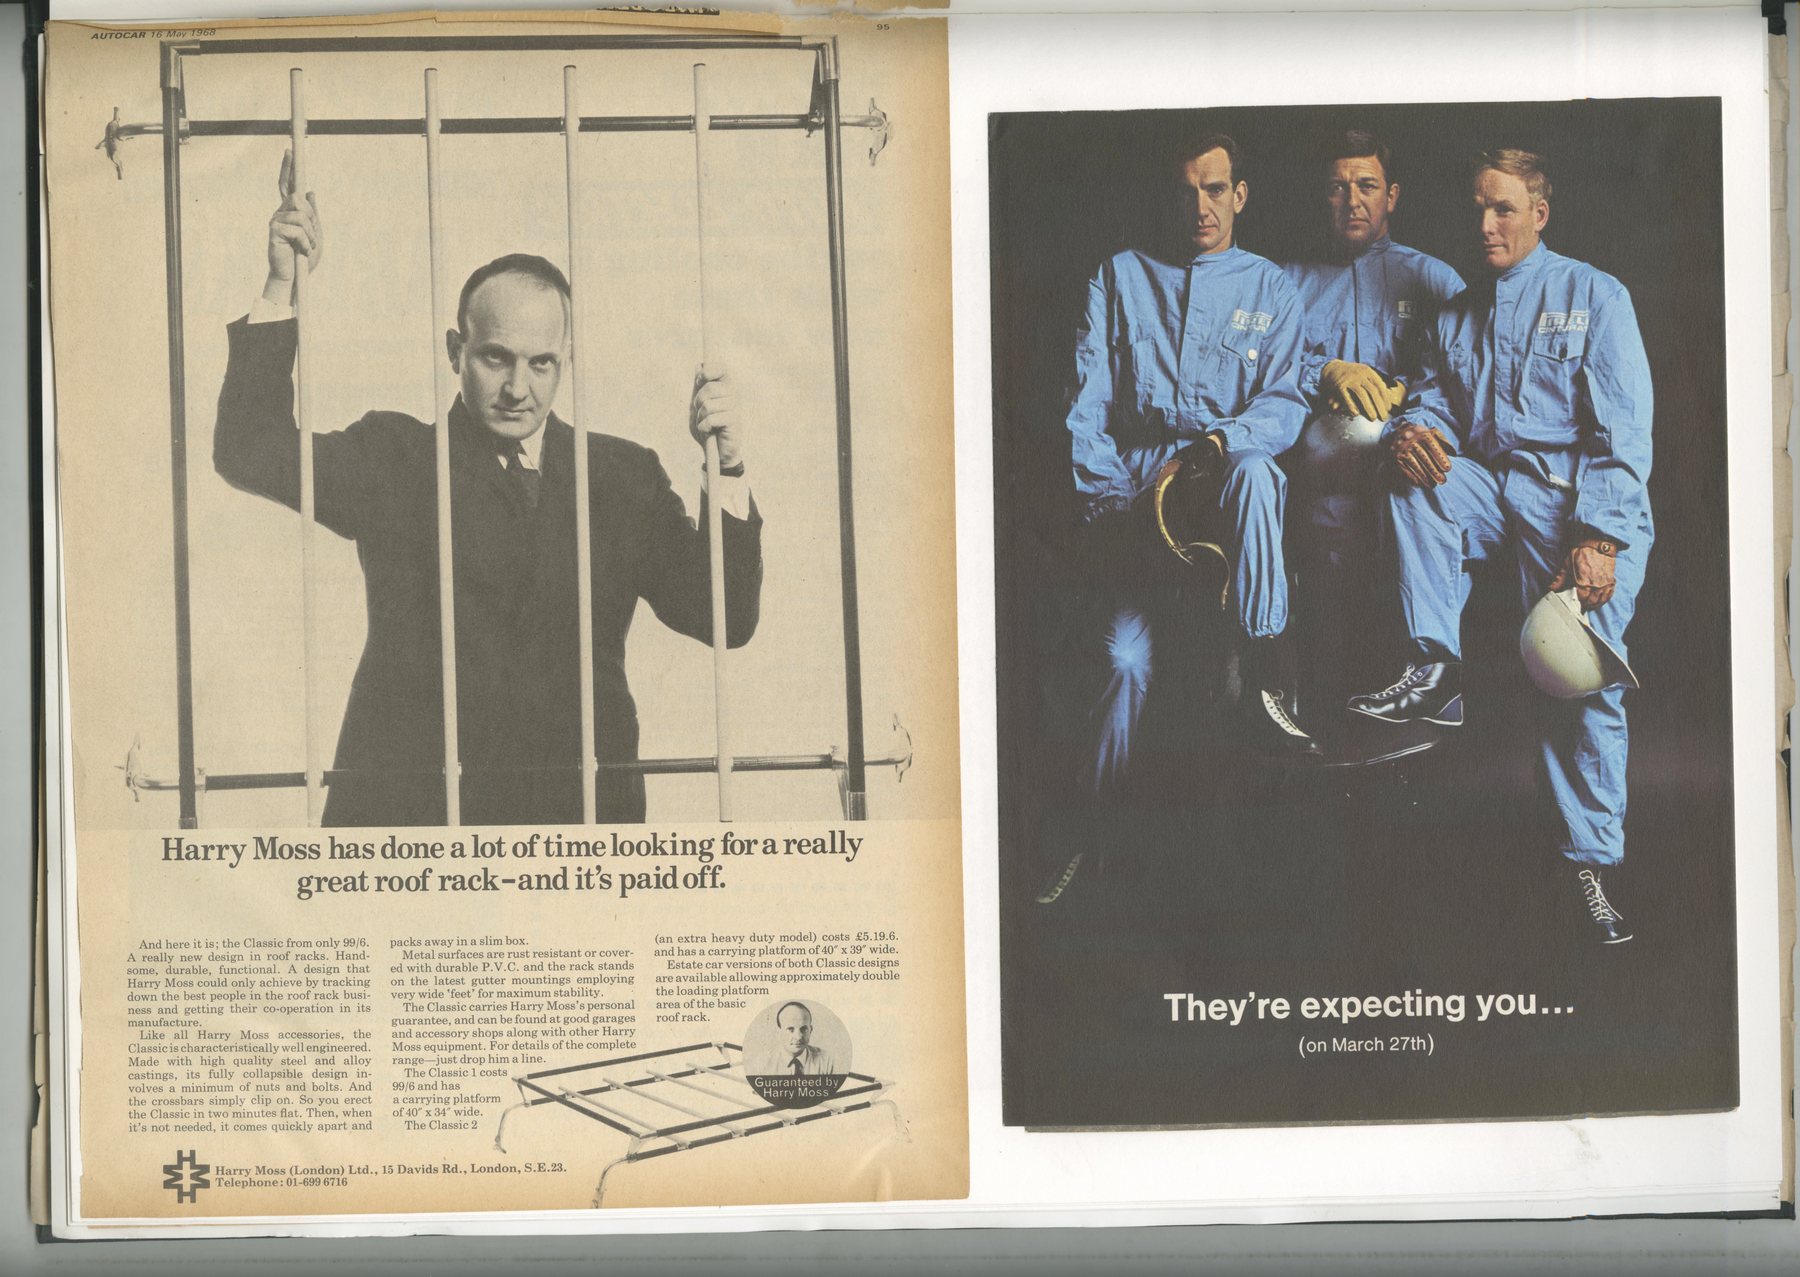 AUTOCAR 16 May 1968
95
Harry Moss has done a lot of time looking for a really
great roof rack–and it's paid off.
And here it is; the Classic from only 99/6.
A really new design in roof racks. Hand-
some, durable, functional. A design that
Harry Moss could only achieve by tracking
down the best people in the roof rack busi-
ness and getting their co-operation in its
manufacture.
Like all Harry Moss accessories, the
Classic is characteristically well engineered.
Made with high quality steel and alloy
castings, its fully collapsible design in-
volves a minimum of nuts and bolts. And
the crossbars simply clip on. So you erect
the Classic in two minutes flat. Then, when
it's not needed, it comes quickly apart and
packs away in a slim box.
Metal surfaces are rust resistant or cover-
ed with durable P.V.C. and the rack stands
on the latest gutter mountings employing
very wide 'feet' for maximum stability.
The Classic carries Harry Moss's personal
guarantee, and can be found at good garages
and accessory shops along with other Harry
Moss equipment. For details of the complete
range—just drop him a line.
The Classic 1 costs
99/6 and has
a carrying platform
of 40″ x 34″ wide.
The Classic 2
(an extra heavy duty model) costs £5.19.6.
and has a carrying platform of 40″ x 39″ wide.
Estate car versions of both Classic designs
are available allowing approximately double
the loading platform
area of the basic
roof rack.
Guaranteed by
Harry Moss
Harry Moss (London) Ltd., 15 Davids Rd., London, S.E.23.
Telephone: 01-699 6716
They're expecting you...
(on March 27th)